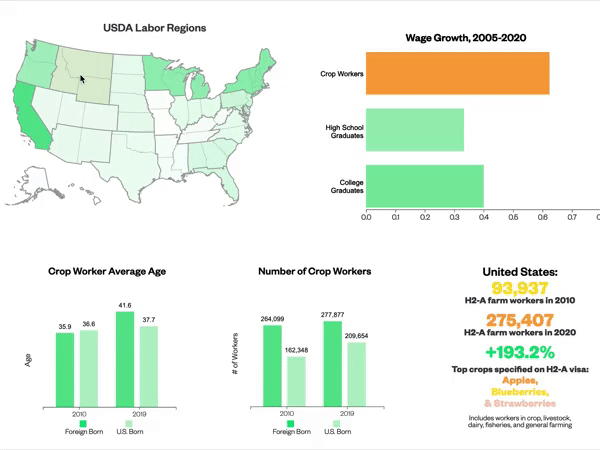 USDA Labor Regions
Wage Growth, 2005-2020
Crop Workers
High School
Graduates
College
Graduates
0.0 0.1 0.2 0.3 0.4 0.5 0.6 0.7
Crop Worker Average Age
Age
35.9 36.6 41.6 37.7
2010 2019
Foreign Born U.S. Born
Number of Crop Workers
# of Workers
264,099 162,348 277,877 209,654
2010 2019
Foreign Born U.S. Born
United States:
93,937
H2-A farm workers in 2010
275,407
H2-A farm workers in 2020
+193.2%
Top crops specified on H2-A visa:
Apples,
Blueberries,
& Strawberries
Includes workers in crop, livestock,
dairy, fisheries, and general farming